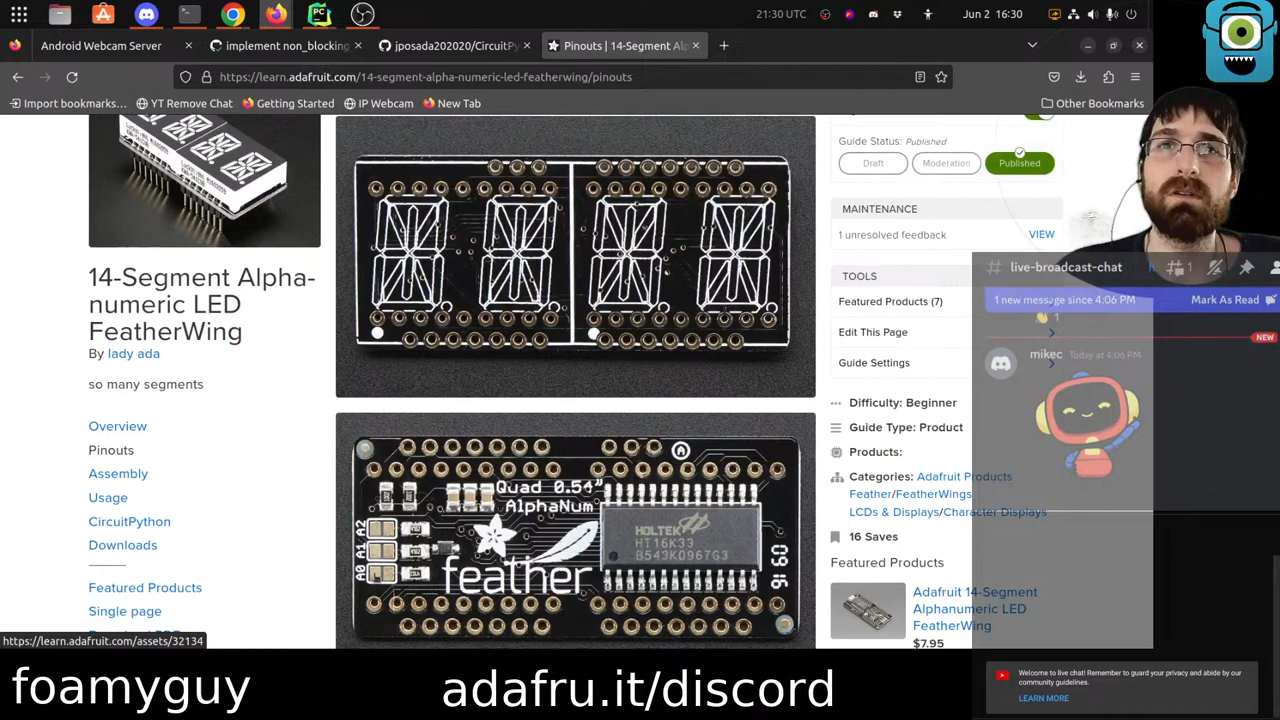 21:30 UTC
Jun 2 16:30
Android Webcam Server
implement non_blocking
jposada202020/CircuitPy
Pinouts | 14-Segment Al
https://learn.adafruit.com/14-segment-alpha-numeric-led-featherwing/pinouts
Import bookmarks...
YT Remove Chat
Getting Started
IP Webcam
New Tab
Other Bookmarks
14-Segment Alpha-
numeric LED
FeatherWing
By lady ada
so many segments
Overview
Pinouts
Assembly
Usage
CircuitPython
Downloads
Featured Products
Single page
https://learn.adafruit.com/assets/32134
Quad 0.54"
AlphaNum
A2
A1
A0
feather
HOLTEK
HT16K33
B543K0967G3
Guide Status: Published
Draft
Moderation
Published
MAINTENANCE
1 unresolved feedback
VIEW
TOOLS
Featured Products (7)
Edit This Page
Guide Settings
Difficulty: Beginner
Guide Type: Product
Products:
Categories: Adafruit Products
Feather/FeatherWings
LCDs & Displays/Character Displays
16 Saves
Featured Products
Adafruit 14-Segment
Alphanumeric LED
FeatherWing
$7.95
# live-broadcast-chat
1
1 new message since 4:06 PM
Mark As Read
1
NEW
mikec Today at 4:06 PM
Welcome to live chat! Remember to guard your privacy and abide by our
community guidelines.
LEARN MORE
foamyguy
adafru.it/discord